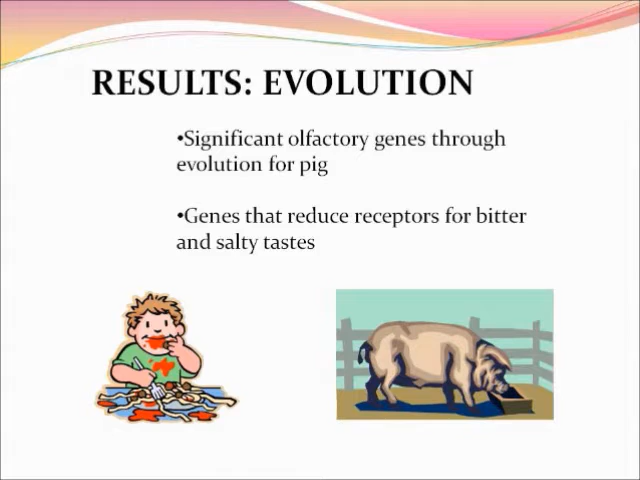 RESULTS: EVOLUTION
•Significant olfactory genes through
evolution for pig
•Genes that reduce receptors for bitter
and salty tastes